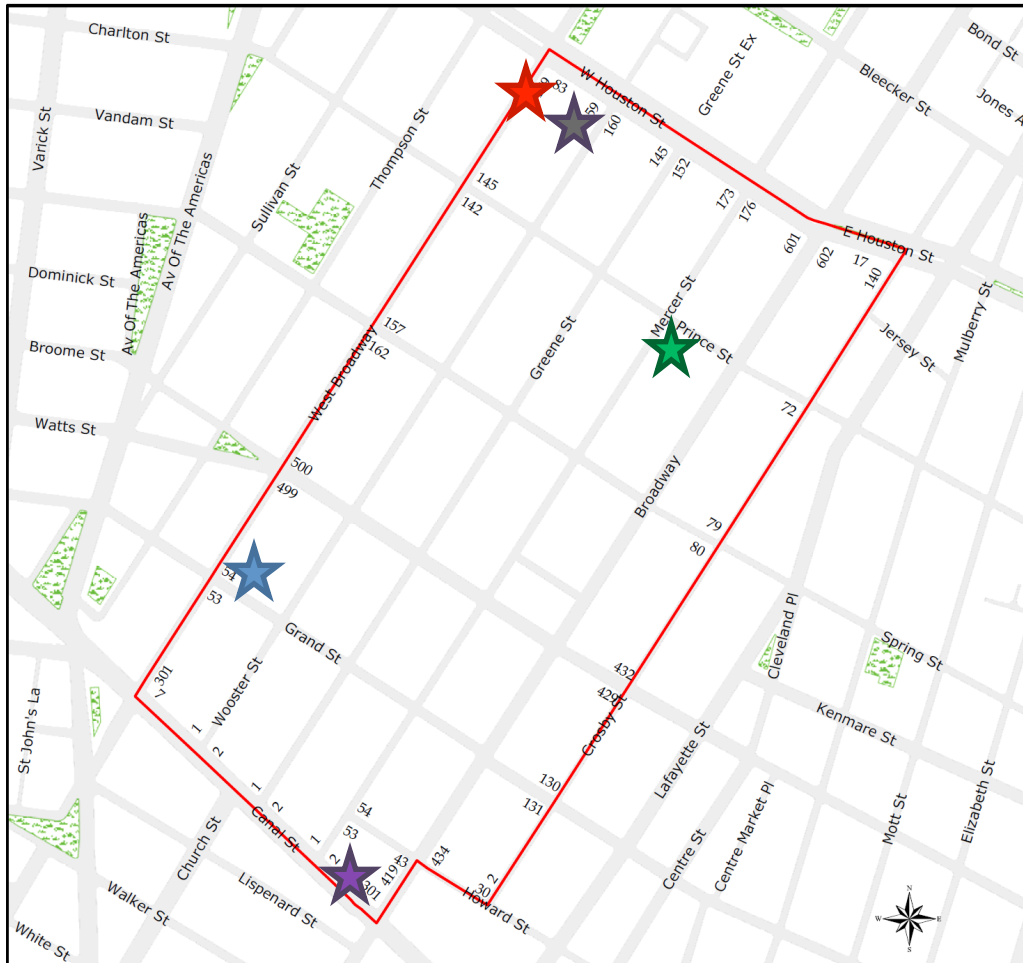 Charlton St
Bond St
W Houston St
Greene St Ex
Bleecker St
Jones A
Vandam St
Varick St
Thompson St
83
59
160
145
152
Av Of The Americas
Sullivan St
145
142
173
176
601
602
E Houston St
17
140
Av Of The Americas
Dominick St
Mulberry St
Mercer St
Prince St
Jersey St
157
162
West Broadway
Greene St
Broome St
Watts St
72
500
499
Broadway
79
80
54
53
Grand St
Cleveland Pl
Spring St
301
7
Wooster St
432
429
Crosby St
Kenmare St
St John's La
1
2
Lafayette St
1
2
Canal St
130
131
54
53
1
2
Church St
Mott St
Elizabeth St
Centre St
Centre Market Pl
43
434
419
301
30
2
Howard St
Walker St
Lispenard St
White St
N
W
E
S